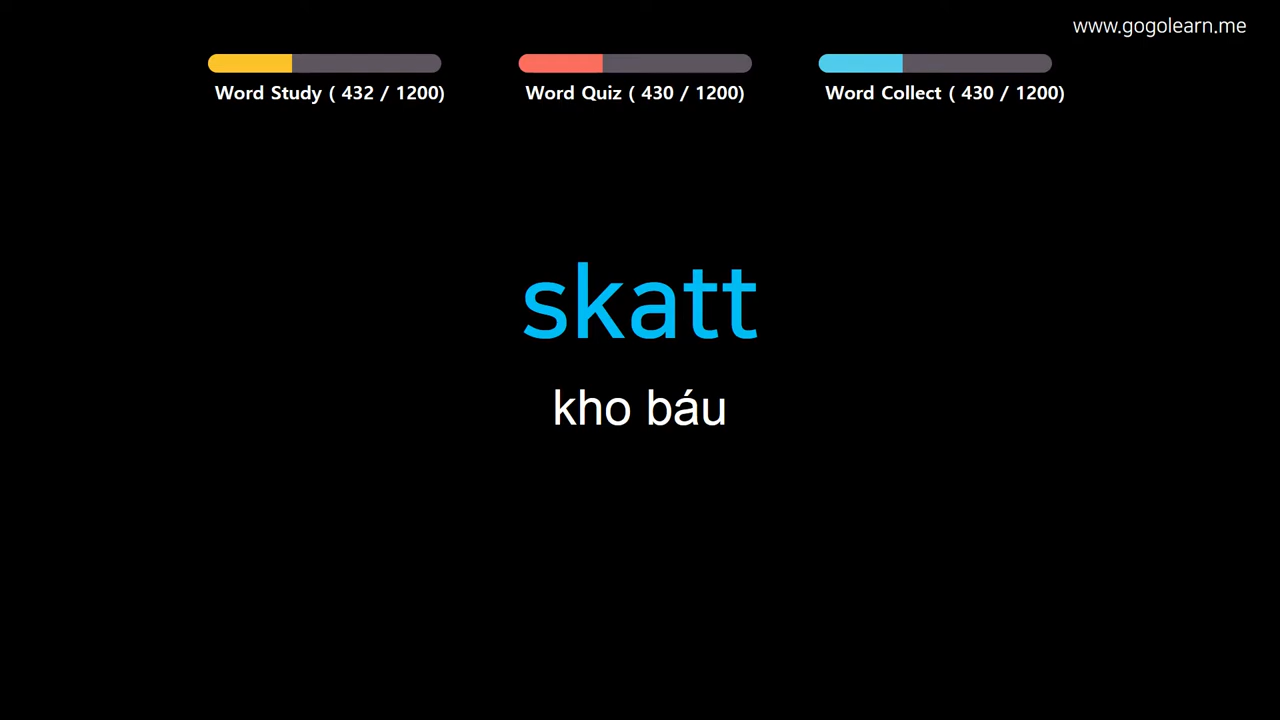 www.gogolearn.me
Word Study ( 432 / 1200)
Word Quiz ( 430 / 1200)
Word Collect ( 430 / 1200)
skatt
kho báu